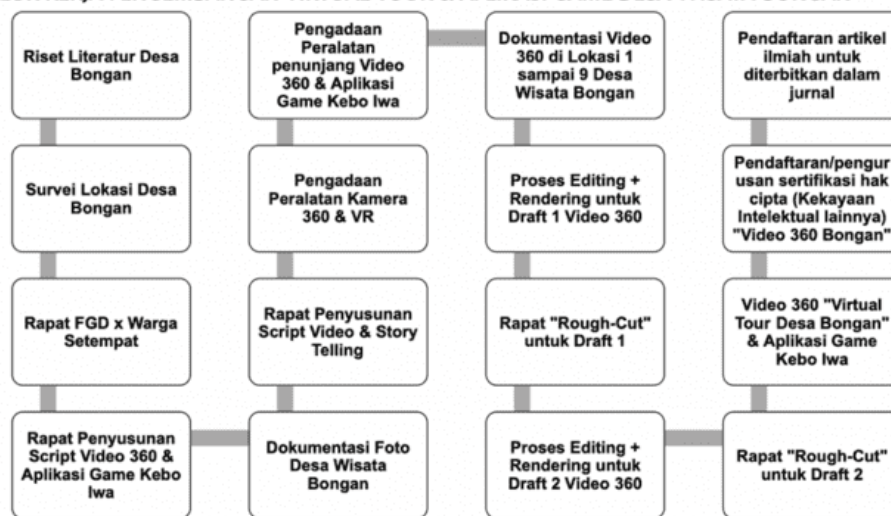 Riset Literatur Desa
Bongan
Survei Lokasi Desa
Bongan
Rapat FGD x Warga
Setempat
Rapat Penyusunan
Script Video 360 &
Aplikasi Game Kebo
Iwa
Dokumentasi Foto
Desa Wisata
Bongan
Rapat Penyusunan
Script Video & Story
Telling
Pengadaan
Peralatan Kamera
360 & VR
Pengadaan
Peralatan
penunjang Video
360 & Aplikasi
Game Kebo Iwa
Dokumentasi Video
360 di Lokasi 1
sampai 9 Desa
Wisata Bongan
Proses Editing +
Rendering untuk
Draft 1 Video 360
Rapat "Rough-Cut"
untuk Draft 1
Proses Editing +
Rendering untuk
Draft 2 Video 360
Rapat "Rough-Cut"
untuk Draft 2
Video 360 "Virtual
Tour Desa Bongan"
& Aplikasi Game
Kebo Iwa
Pendaftaran/pengur
usan sertifikasi hak
cipta (Kekayaan
Intelektual lainnya)
"Video 360 Bongan"
Pendaftaran artikel
ilmiah untuk
diterbitkan dalam
jurnal